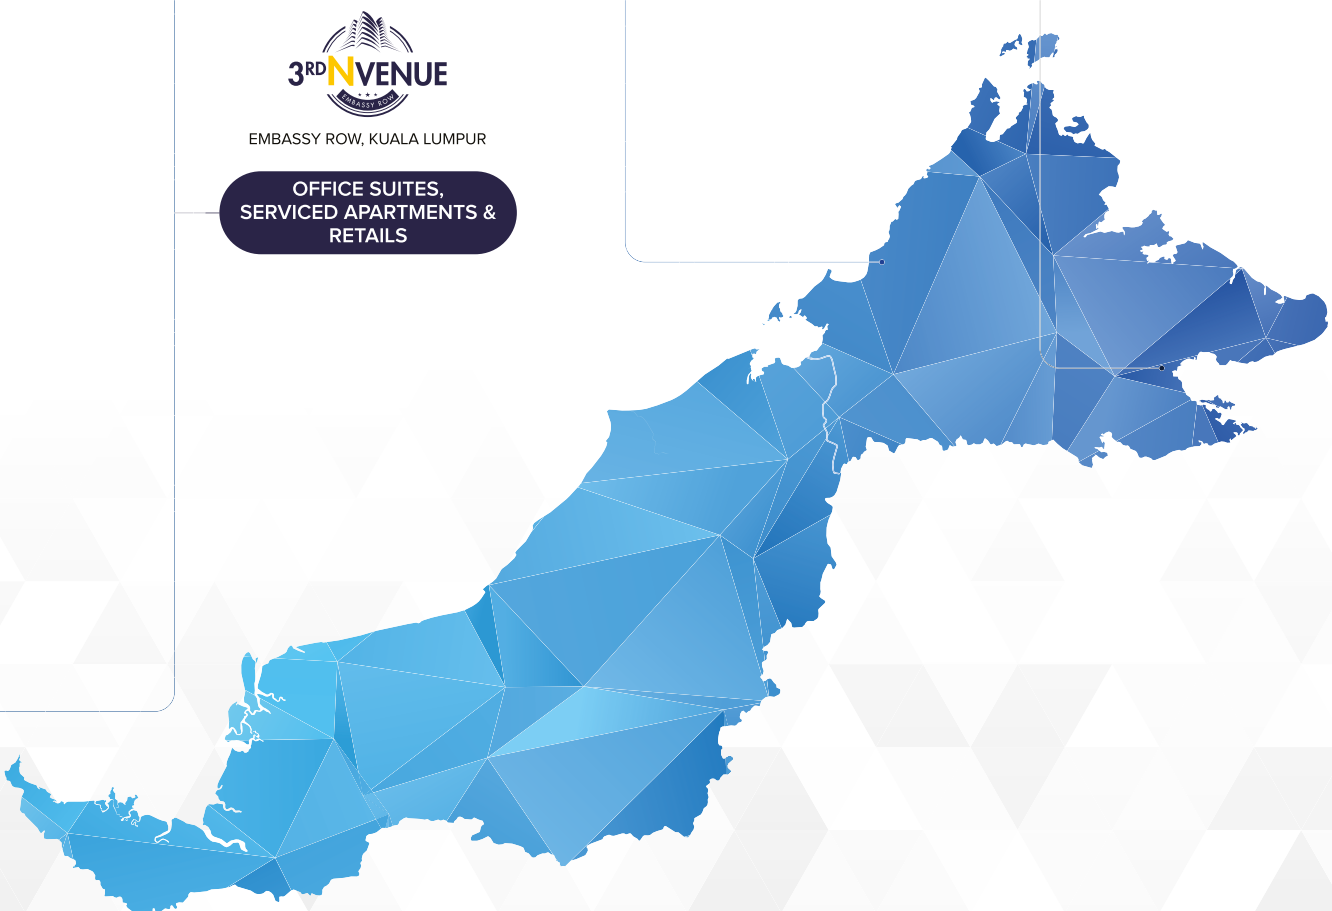 3RDNVENUE
EMBASSY ROW
EMBASSY ROW, KUALA LUMPUR
OFFICE SUITES,
SERVICED APARTMENTS &
RETAILS